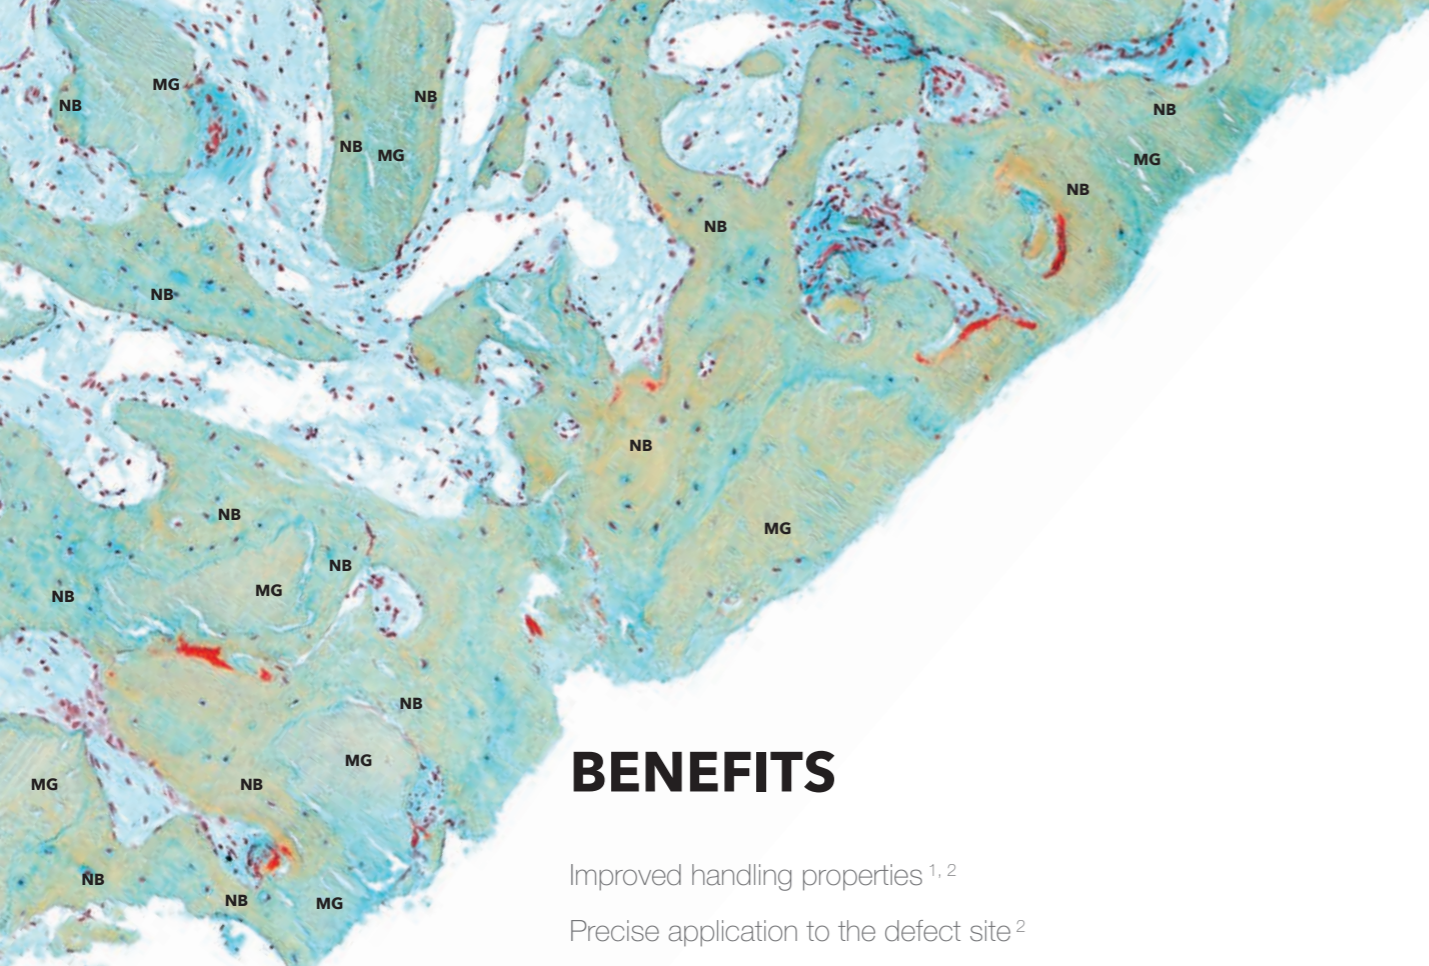 MG
NB
NB
NB
NB
MG
MG
NB
NB
NB
NB
NB
MG
NB
NB
MG
NB
NB
MG
MG
NB
NB
NB
MG
BENEFITS
Improved handling properties 1, 2
Precise application to the defect site 2